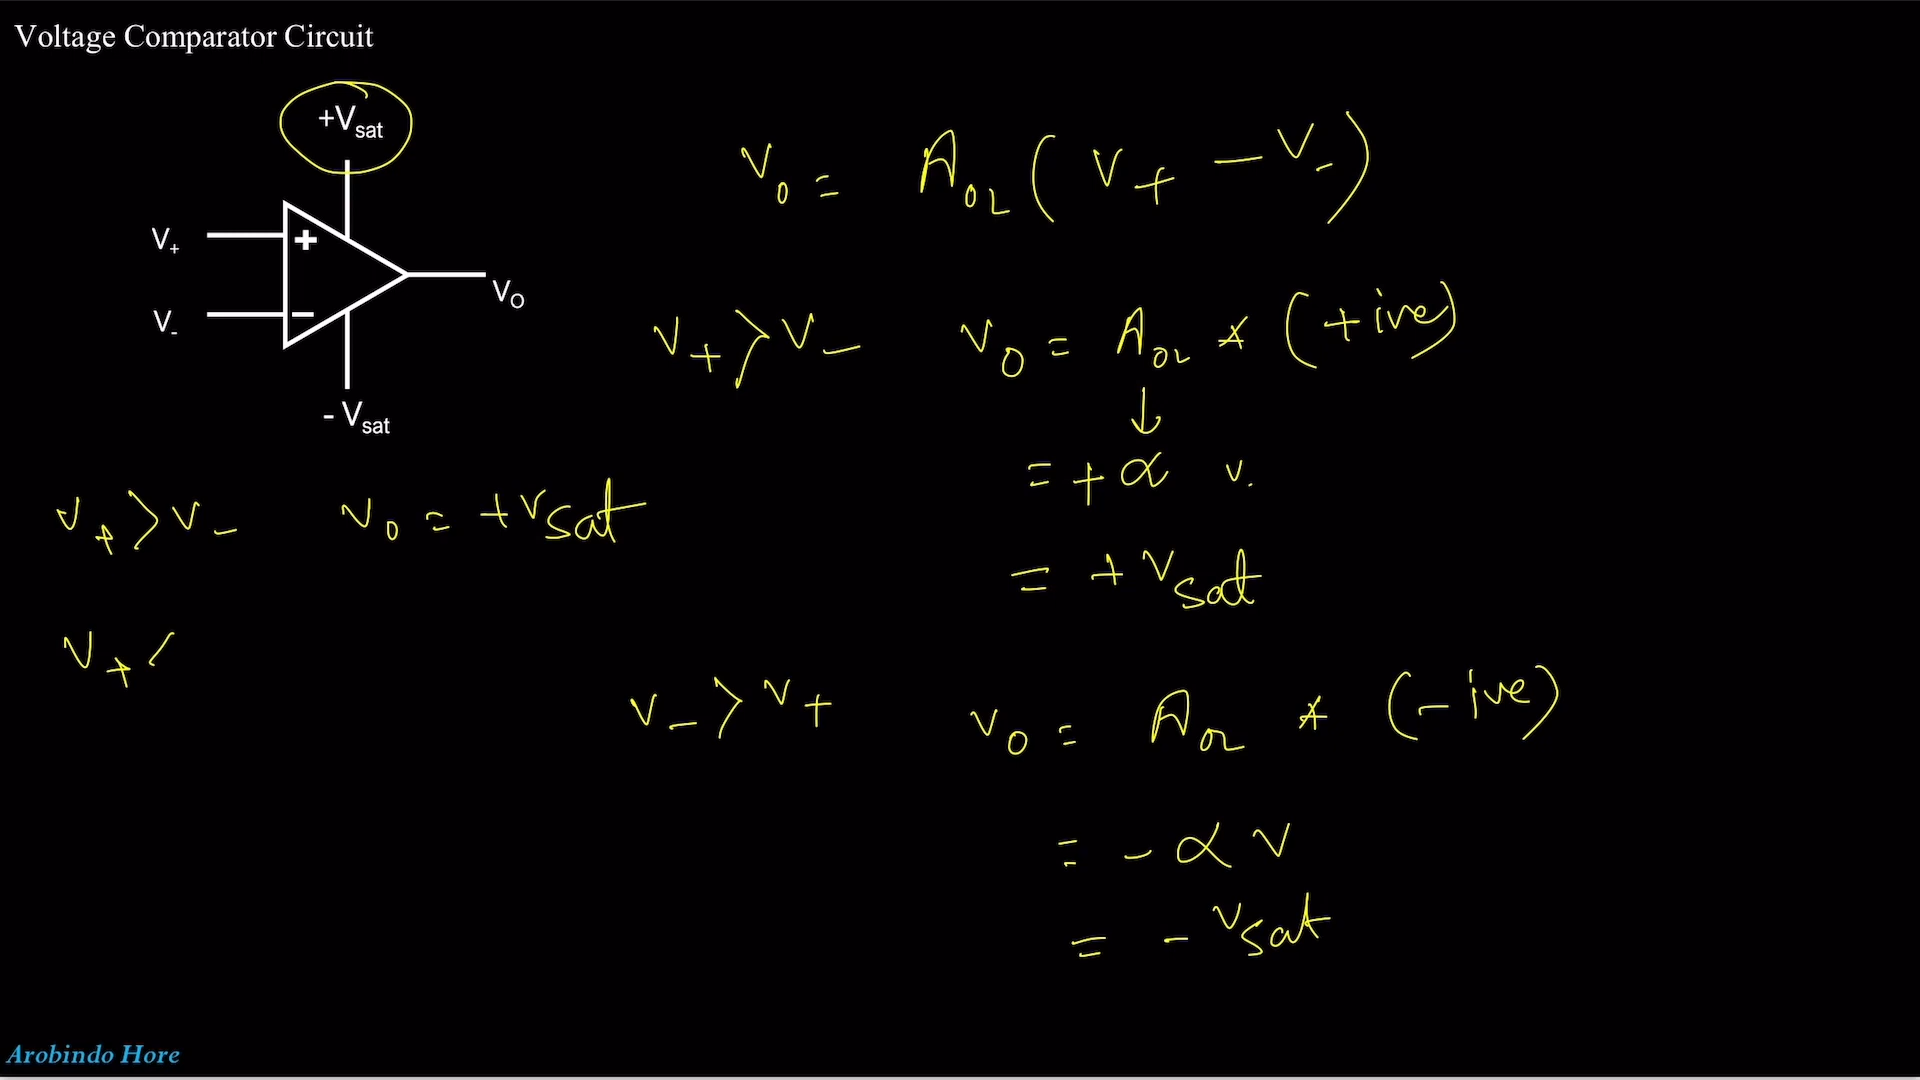 Voltage Comparator Circuit
+Vsat
V+
+
V-
-
VO
- Vsat
V+ > V-   Vo = +Vsat
V+ <
Vo = AOL ( V+ - V- )
V+ > V-   VO = AOL * (+ive)
↓
= + α   V.
= + Vsat
V- > V+   VO = AOL * (-ive)
= - α V
= - Vsat
Arobindo Hore